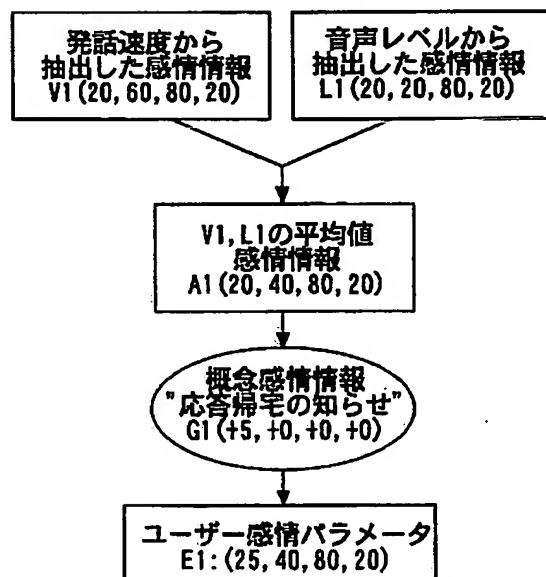 発話速度から
抽出した感情情報
V1(20,60,80,20)
音声レベルから
抽出した感情情報
L1(20,20,80,20)
V1,L1の平均値
感情情報
A1(20,40,80,20)
概念感情情報
"応答帰宅の知らせ"
G1(+5,+0,+0,+0)
ユーザー感情パラメータ
E1:(25,40,80,20)